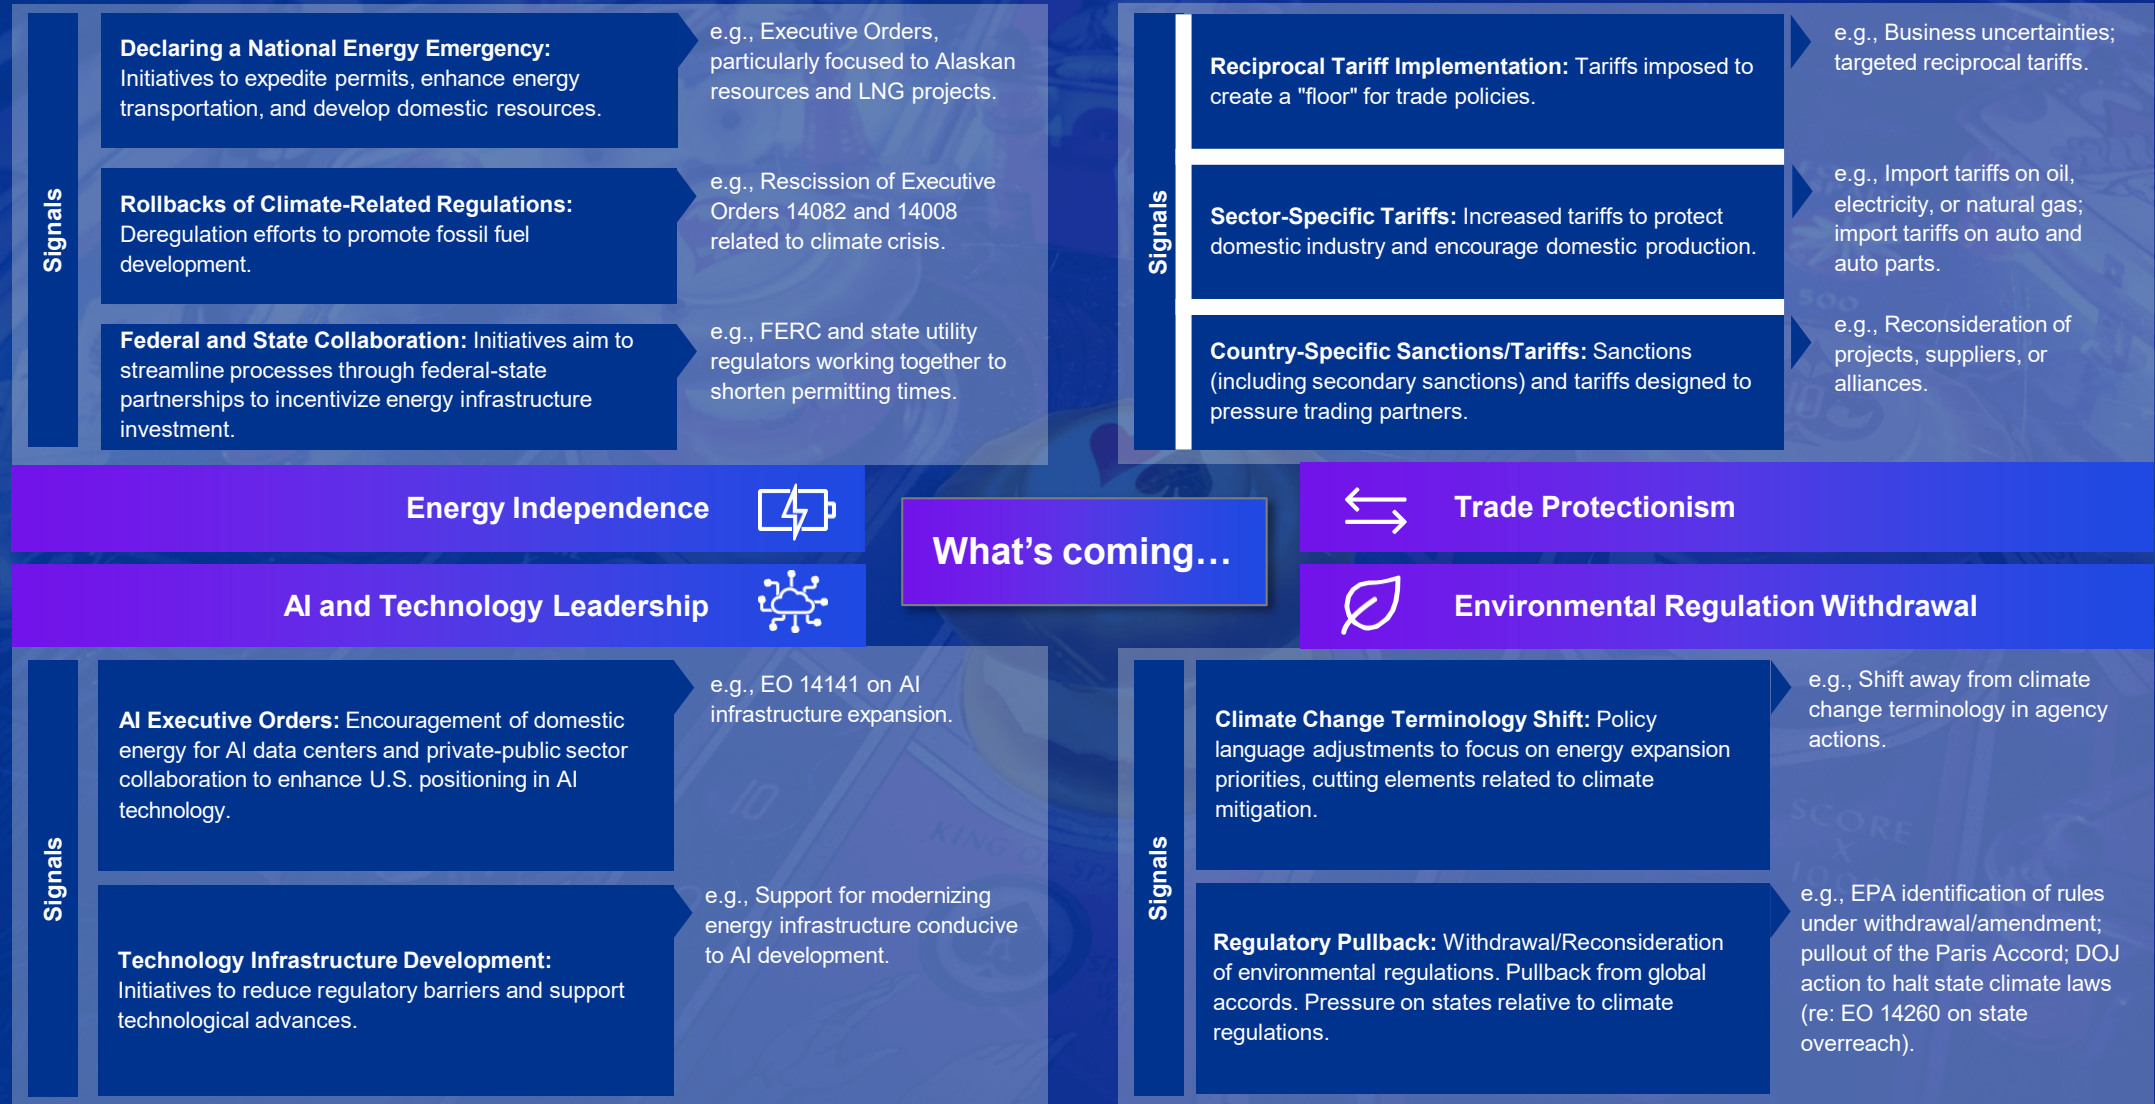 Signals
Declaring a National Energy Emergency:
Initiatives to expedite permits, enhance energy
transportation, and develop domestic resources.
e.g., Executive Orders,
particularly focused to Alaskan
resources and LNG projects.
Rollbacks of Climate-Related Regulations:
Deregulation efforts to promote fossil fuel
development.
e.g., Rescission of Executive
Orders 14082 and 14008
related to climate crisis.
Federal and State Collaboration: Initiatives aim to
streamline processes through federal-state
partnerships to incentivize energy infrastructure
investment.
e.g., FERC and state utility
regulators working together to
shorten permitting times.
Energy Independence
Signals
Reciprocal Tariff Implementation: Tariffs imposed to
create a "floor" for trade policies.
e.g., Business uncertainties;
targeted reciprocal tariffs.
Sector-Specific Tariffs: Increased tariffs to protect
domestic industry and encourage domestic production.
e.g., Import tariffs on oil,
electricity, or natural gas;
import tariffs on auto and
auto parts.
Country-Specific Sanctions/Tariffs: Sanctions
(including secondary sanctions) and tariffs designed to
pressure trading partners.
e.g., Reconsideration of
projects, suppliers, or
alliances.
Trade Protectionism
What's coming…
AI and Technology Leadership
Signals
AI Executive Orders: Encouragement of domestic
energy for AI data centers and private-public sector
collaboration to enhance U.S. positioning in AI
technology.
e.g., EO 14141 on AI
infrastructure expansion.
Technology Infrastructure Development:
Initiatives to reduce regulatory barriers and support
technological advances.
e.g., Support for modernizing
energy infrastructure conducive
to AI development.
Environmental Regulation Withdrawal
Signals
Climate Change Terminology Shift: Policy
language adjustments to focus on energy expansion
priorities, cutting elements related to climate
mitigation.
e.g., Shift away from climate
change terminology in agency
actions.
Regulatory Pullback: Withdrawal/Reconsideration
of environmental regulations. Pullback from global
accords. Pressure on states relative to climate
regulations.
e.g., EPA identification of rules
under withdrawal/amendment;
pullout of the Paris Accord; DOJ
action to halt state climate laws
(re: EO 14260 on state
overreach).
500
10
10
KING OF
SCORE
X
100